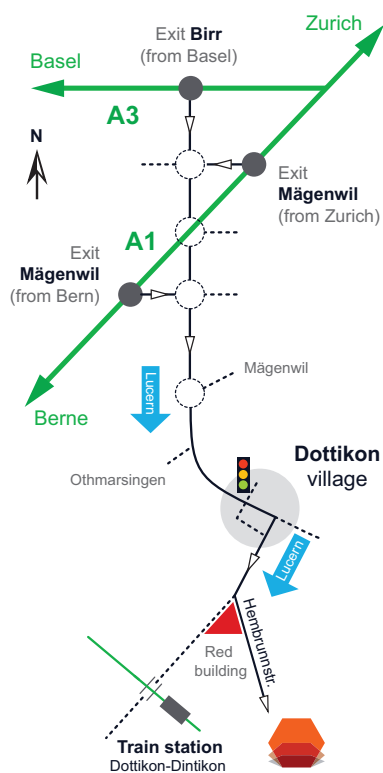 Zurich
Exit Birr
(from Basel)
Basel
A3
N
Exit
Mägenwil
(from Zurich)
A1
Exit
Mägenwil
(from Bern)
Lucern
Mägenwil
Berne
Othmarsingen
Dottikon
village
Lucern
Hembrunnstr.
Red
building
Train station
Dottikon-Dintikon